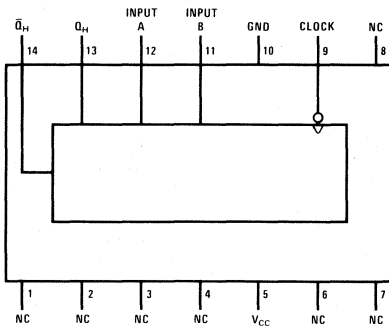 Q̅H QH INPUT A INPUT B GND CLOCK NC
14 13 12 11 10 9 8
1 2 3 4 5 6 7
NC NC NC NC VCC NC NC